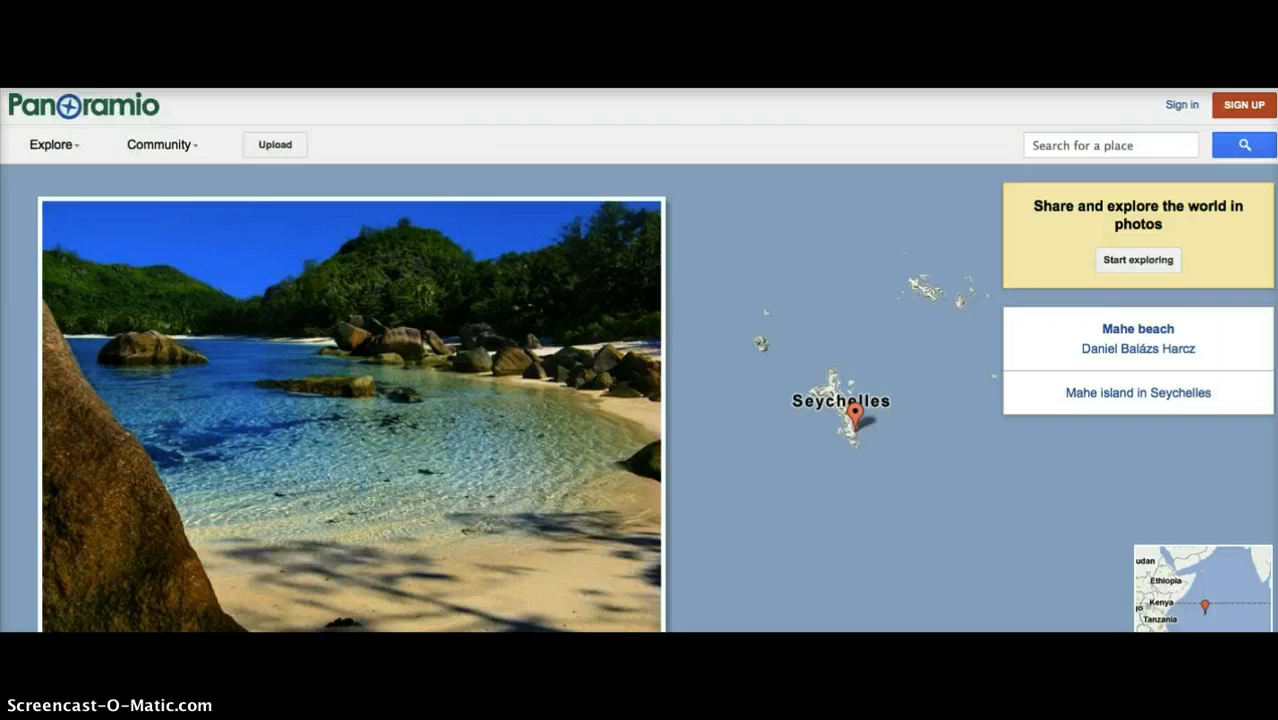 Panoramio
Sign in
SIGN UP
Explore
Community
Upload
Search for a place
Share and explore the world in
photos
Start exploring
Mahe beach
Daniel Balázs Harcz
Mahe island in Seychelles
Seychelles
udan
Ethiopia
Kenya
Tanzania
Screencast-O-Matic.com